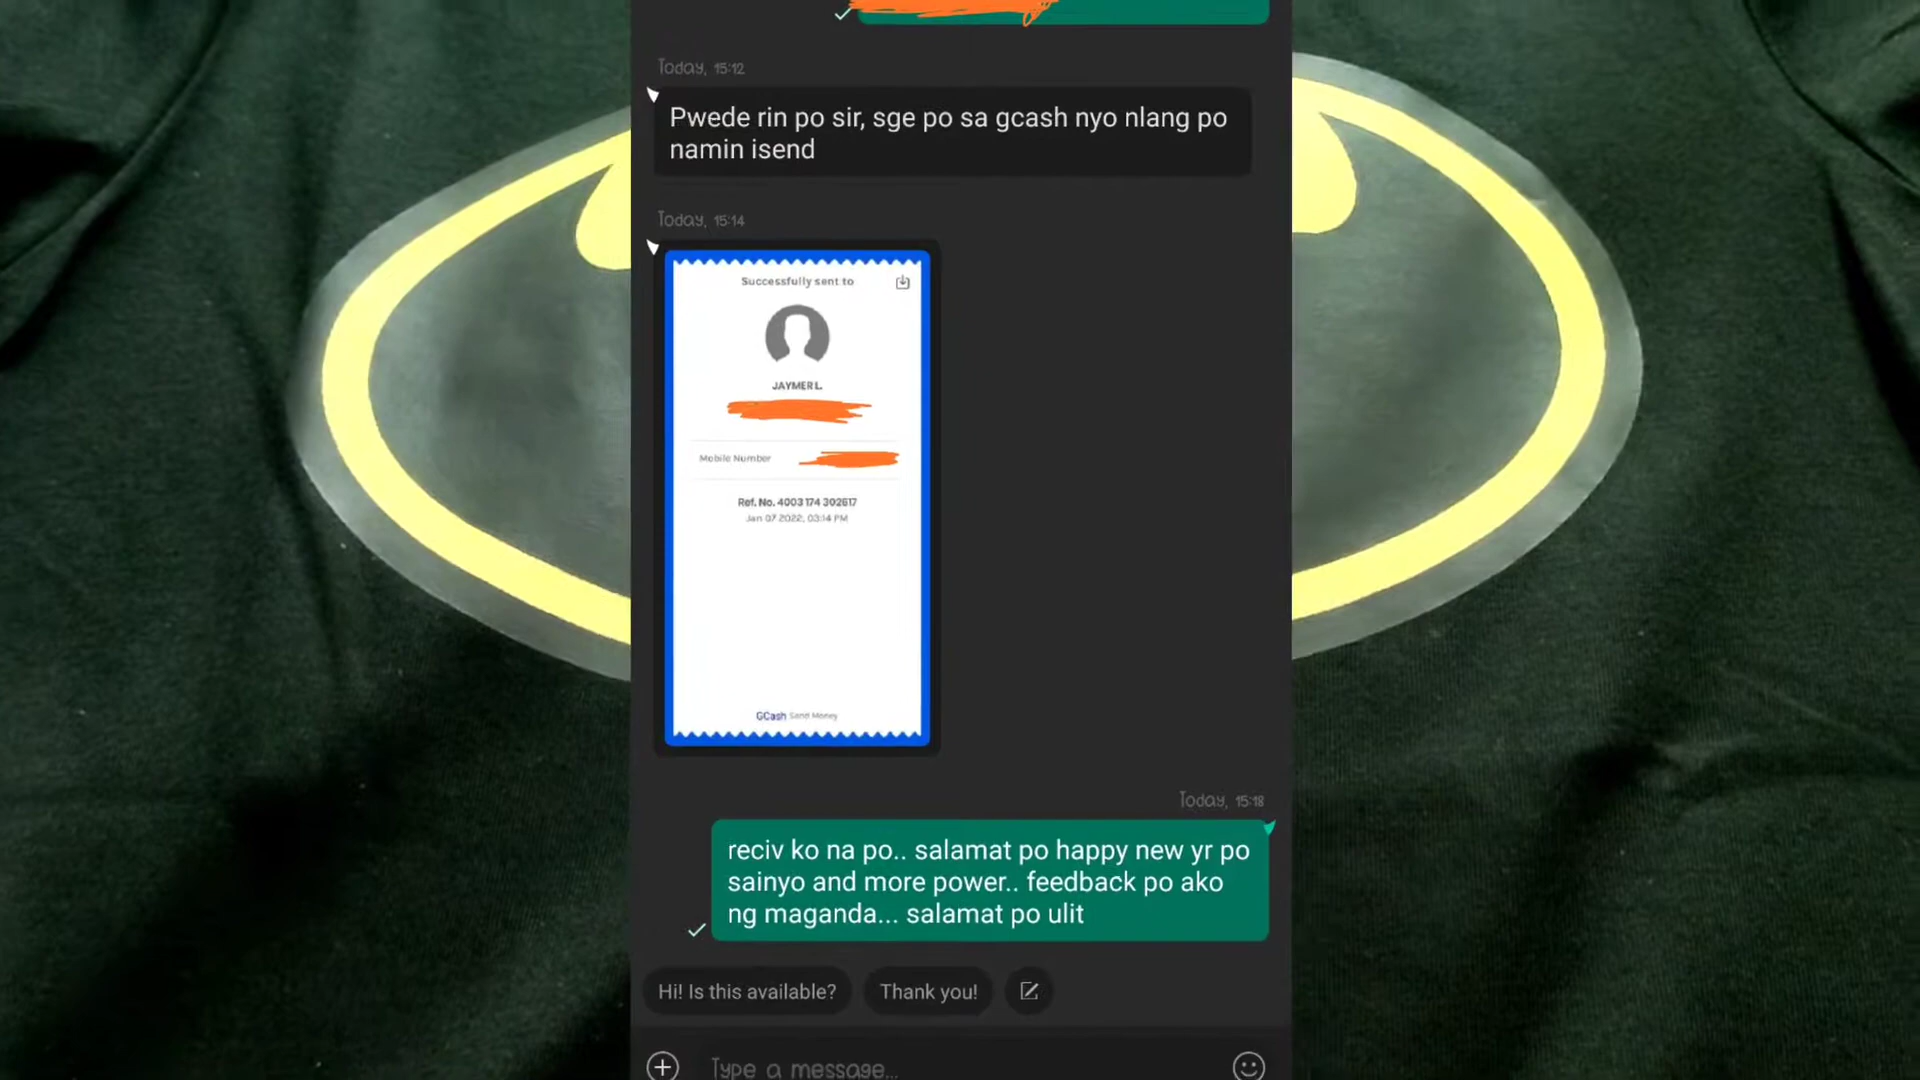 Today, 15:12
Pwede rin po sir, sge po sa gcash nyo nlang po
namin isend
Today, 15:14
Successfully sent to
JAYMER L.
Mobile Number
Ref. No. 4003 174 302617
Jan 07 2022, 03:14 PM
GCash Send Money
Today, 15:18
reciv ko na po.. salamat po happy new yr po
sainyo and more power.. feedback po ako
ng maganda... salamat po ulit
Hi! Is this available?
Thank you!
Type a message...